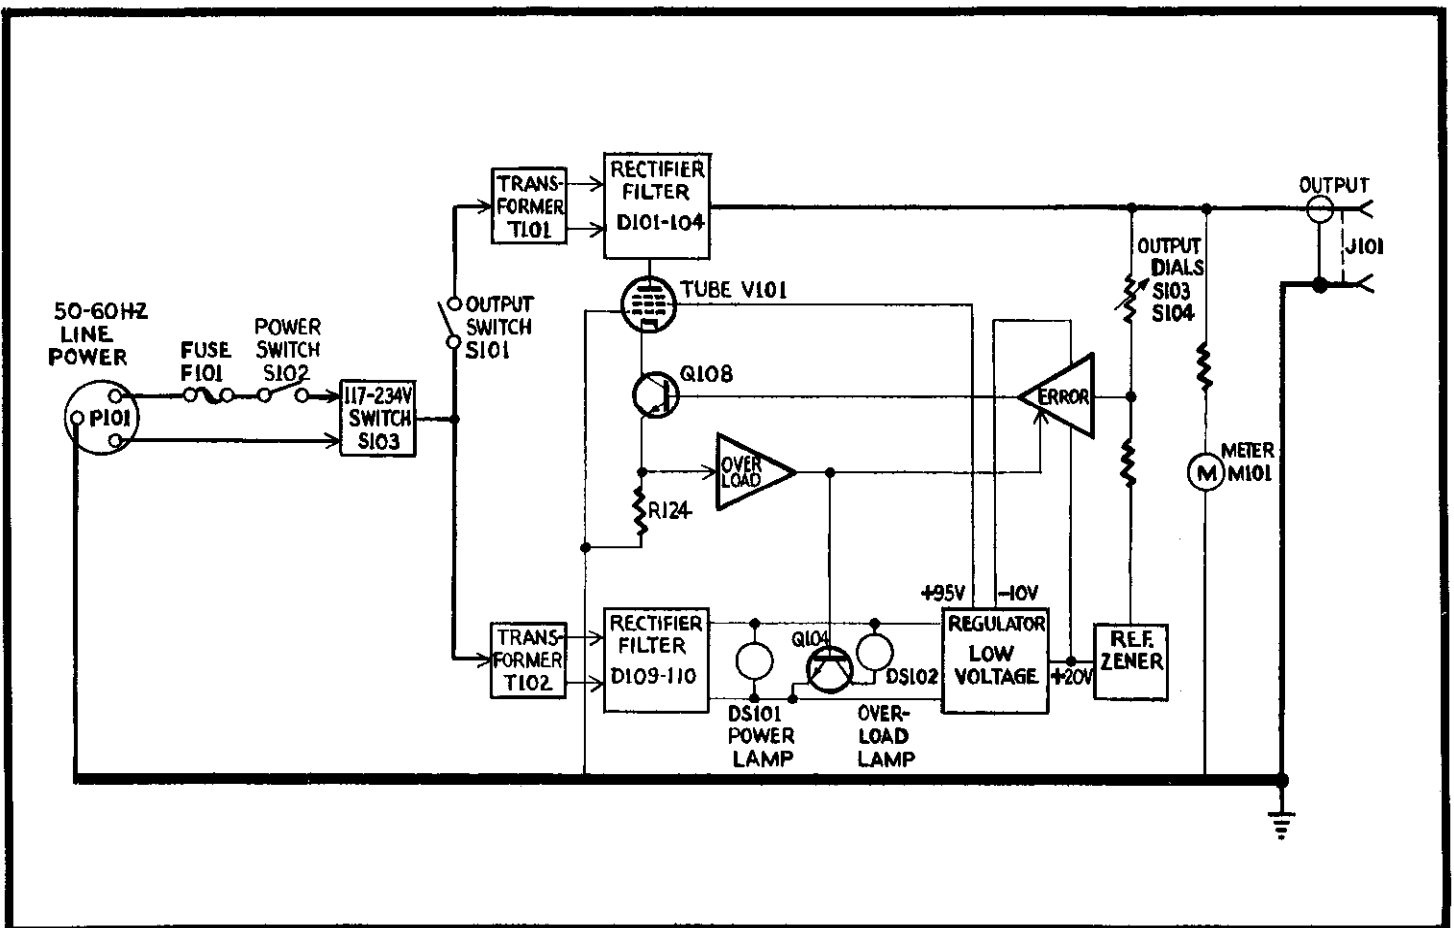 TRANS-
FORMER
T101
RECTIFIER
FILTER
D101-104
OUTPUT
J101
OUTPUT
DIALS
S103
S104
TUBE V101
50-60HZ
LINE
POWER
P101
FUSE
F101
POWER
SWITCH
S102
OUTPUT
SWITCH
S101
117-234V
SWITCH
S103
Q108
ERROR
OVER
LOAD
R124
METER
M101
M
+95V
-10V
TRANS-
FORMER
T102
RECTIFIER
FILTER
D109-110
Q104
DS102
REGULATOR
LOW
VOLTAGE
+20V
REF.
ZENER
DS101
POWER
LAMP
OVER-
LOAD
LAMP